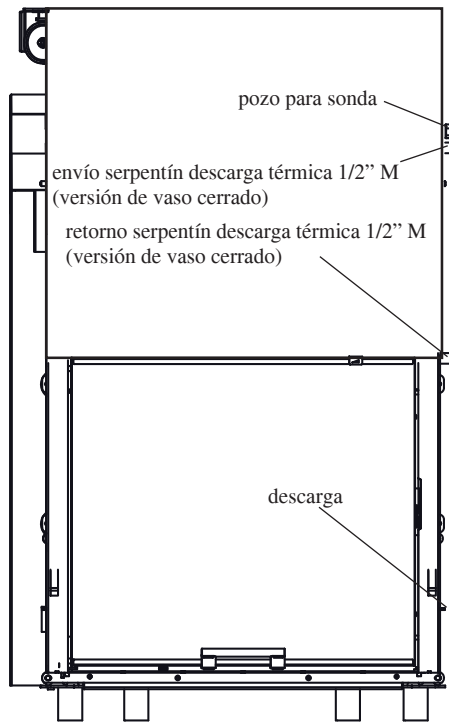 pozo para sonda
envío serpentín descarga térmica 1/2” M
(versión de vaso cerrado)
retorno serpentín descarga térmica 1/2” M
(versión de vaso cerrado)
descarga